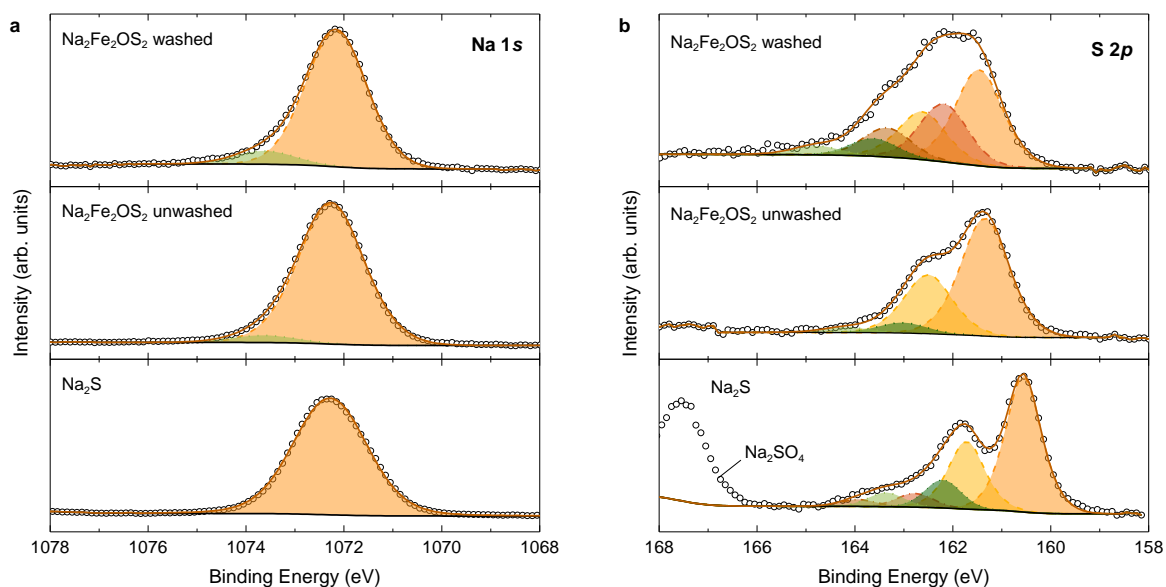 a
Na₂Fe₂OS₂ washed
Na 1s
Na₂Fe₂OS₂ unwashed
Na₂S
Intensity (arb. units)
1078 1076 1074 1072 1070 1068
Binding Energy (eV)
b
Na₂Fe₂OS₂ washed
S 2p
Na₂Fe₂OS₂ unwashed
Na₂S
Na₂SO₄
Intensity (arb. units)
168 166 164 162 160 158
Binding Energy (eV)